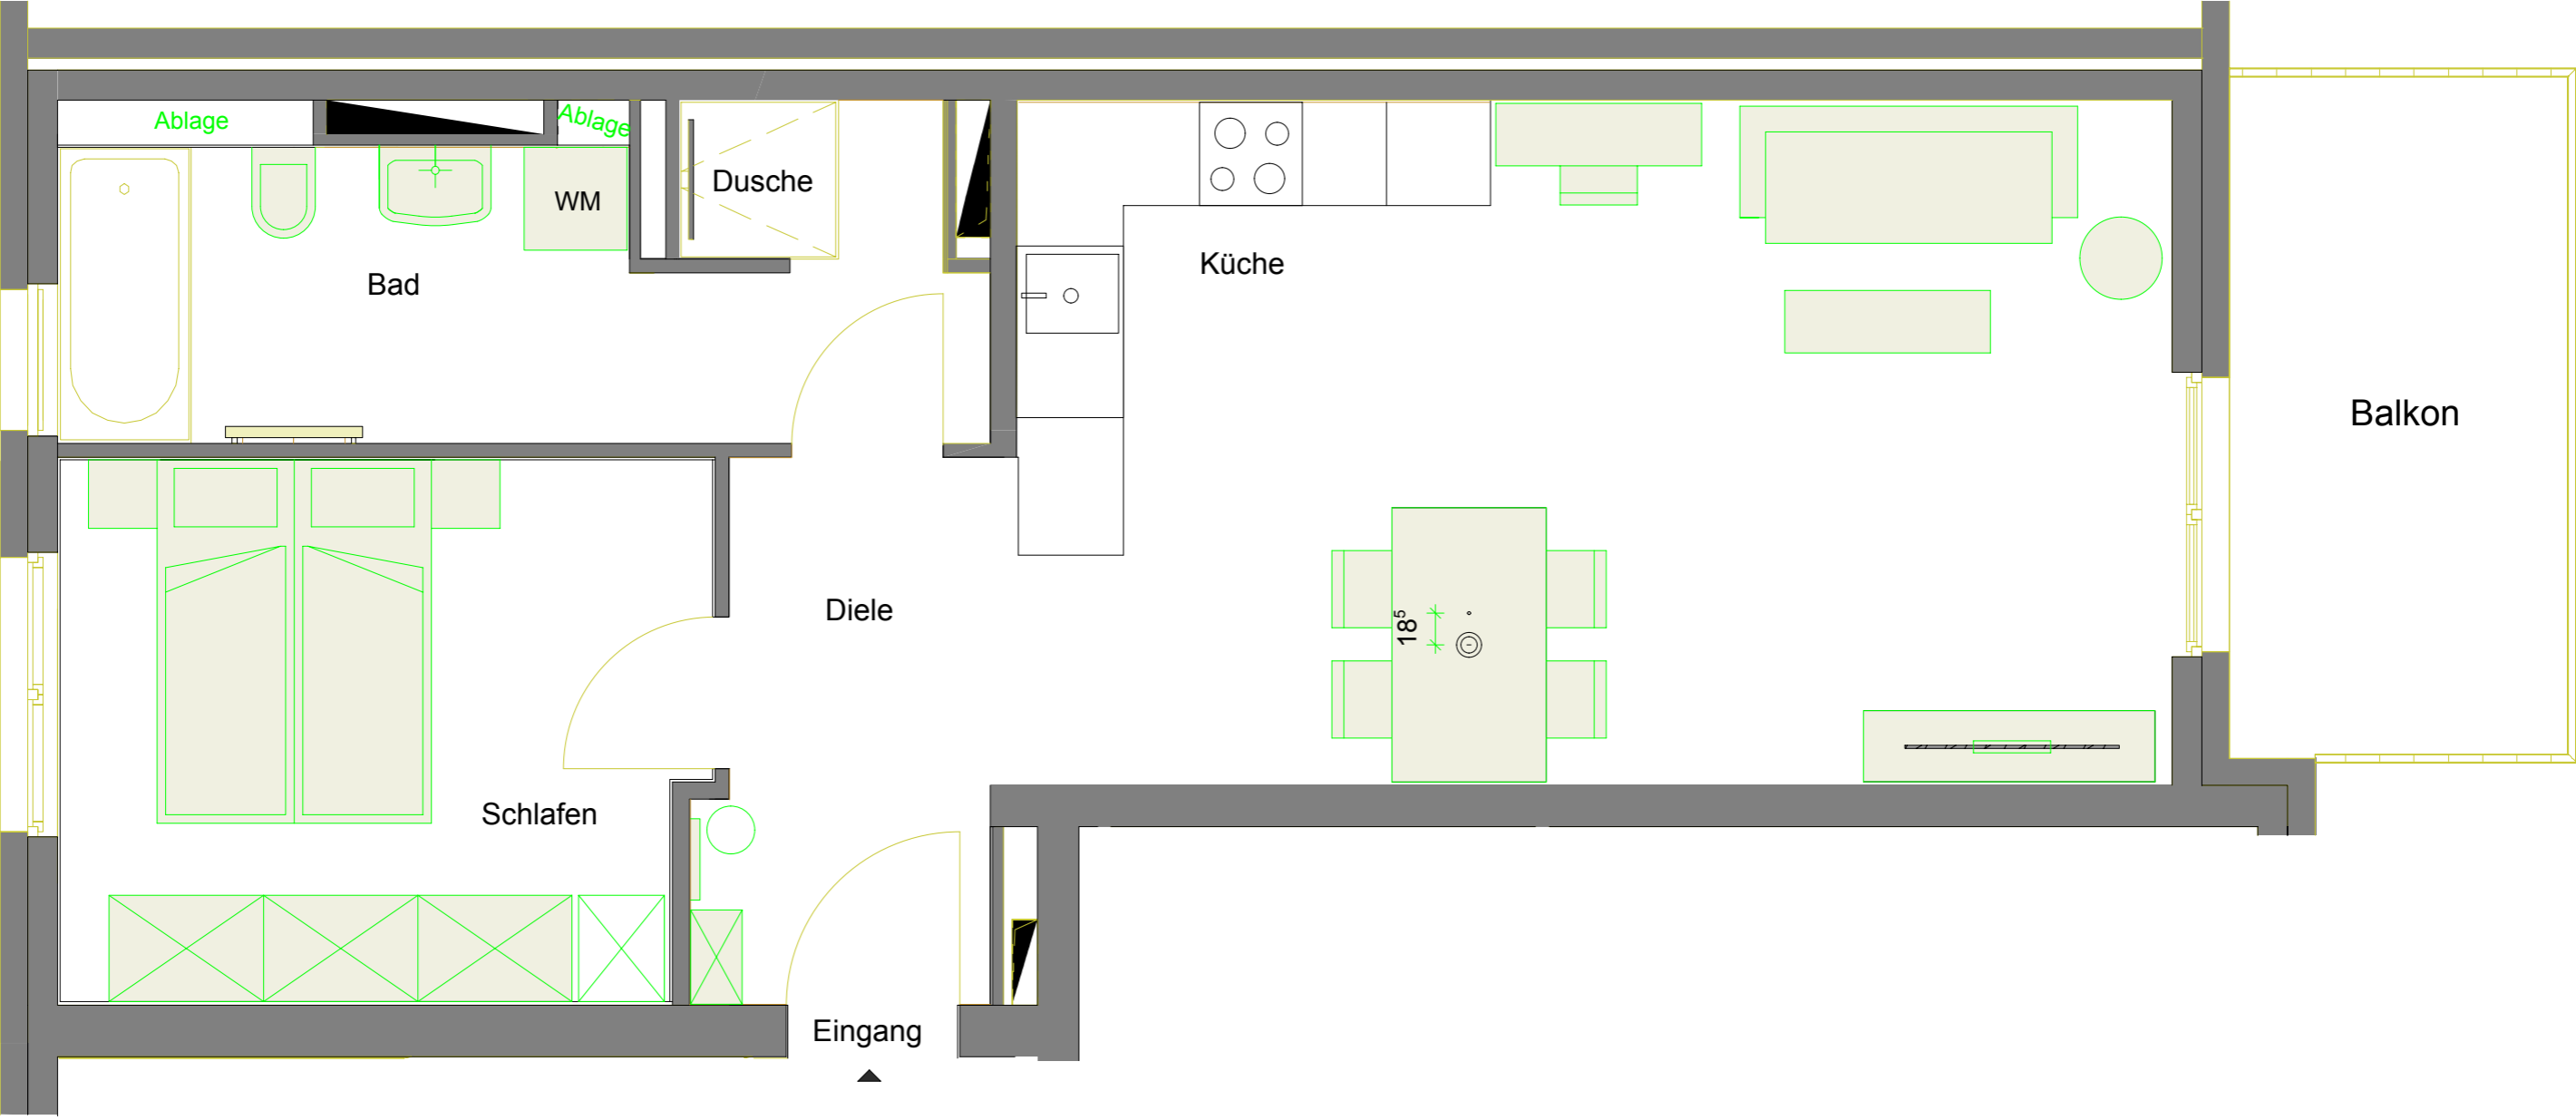 Ablage
Ablage
Dusche
WM
Küche
Bad
Balkon
Diele
18⁵
Schlafen
Eingang